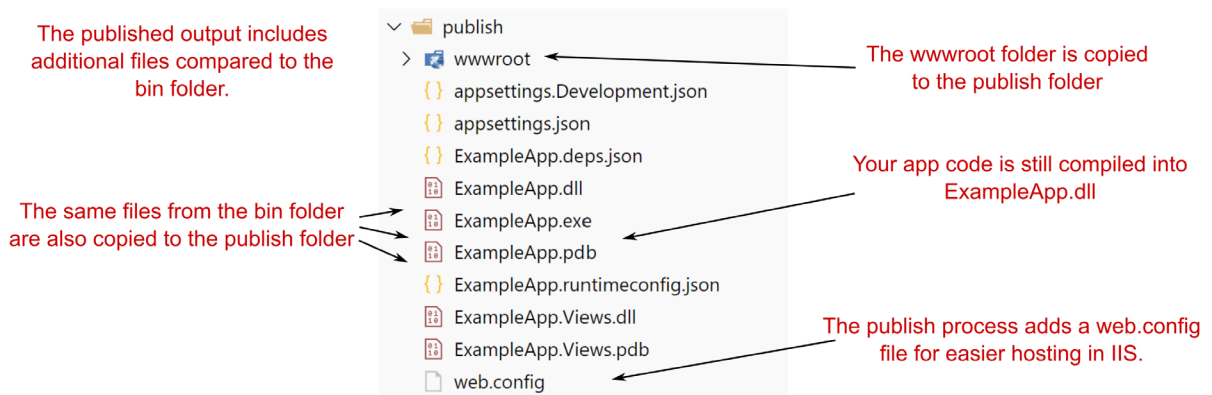 The published output includes
additional files compared to the
bin folder.
The same files from the bin folder
are also copied to the publish folder
publish
wwwroot
appsettings.Development.json
appsettings.json
ExampleApp.deps.json
ExampleApp.dll
ExampleApp.exe
ExampleApp.pdb
ExampleApp.runtimeconfig.json
ExampleApp.Views.dll
ExampleApp.Views.pdb
web.config
The wwwroot folder is copied
to the publish folder
Your app code is still compiled into
ExampleApp.dll
The publish process adds a web.config
file for easier hosting in IIS.